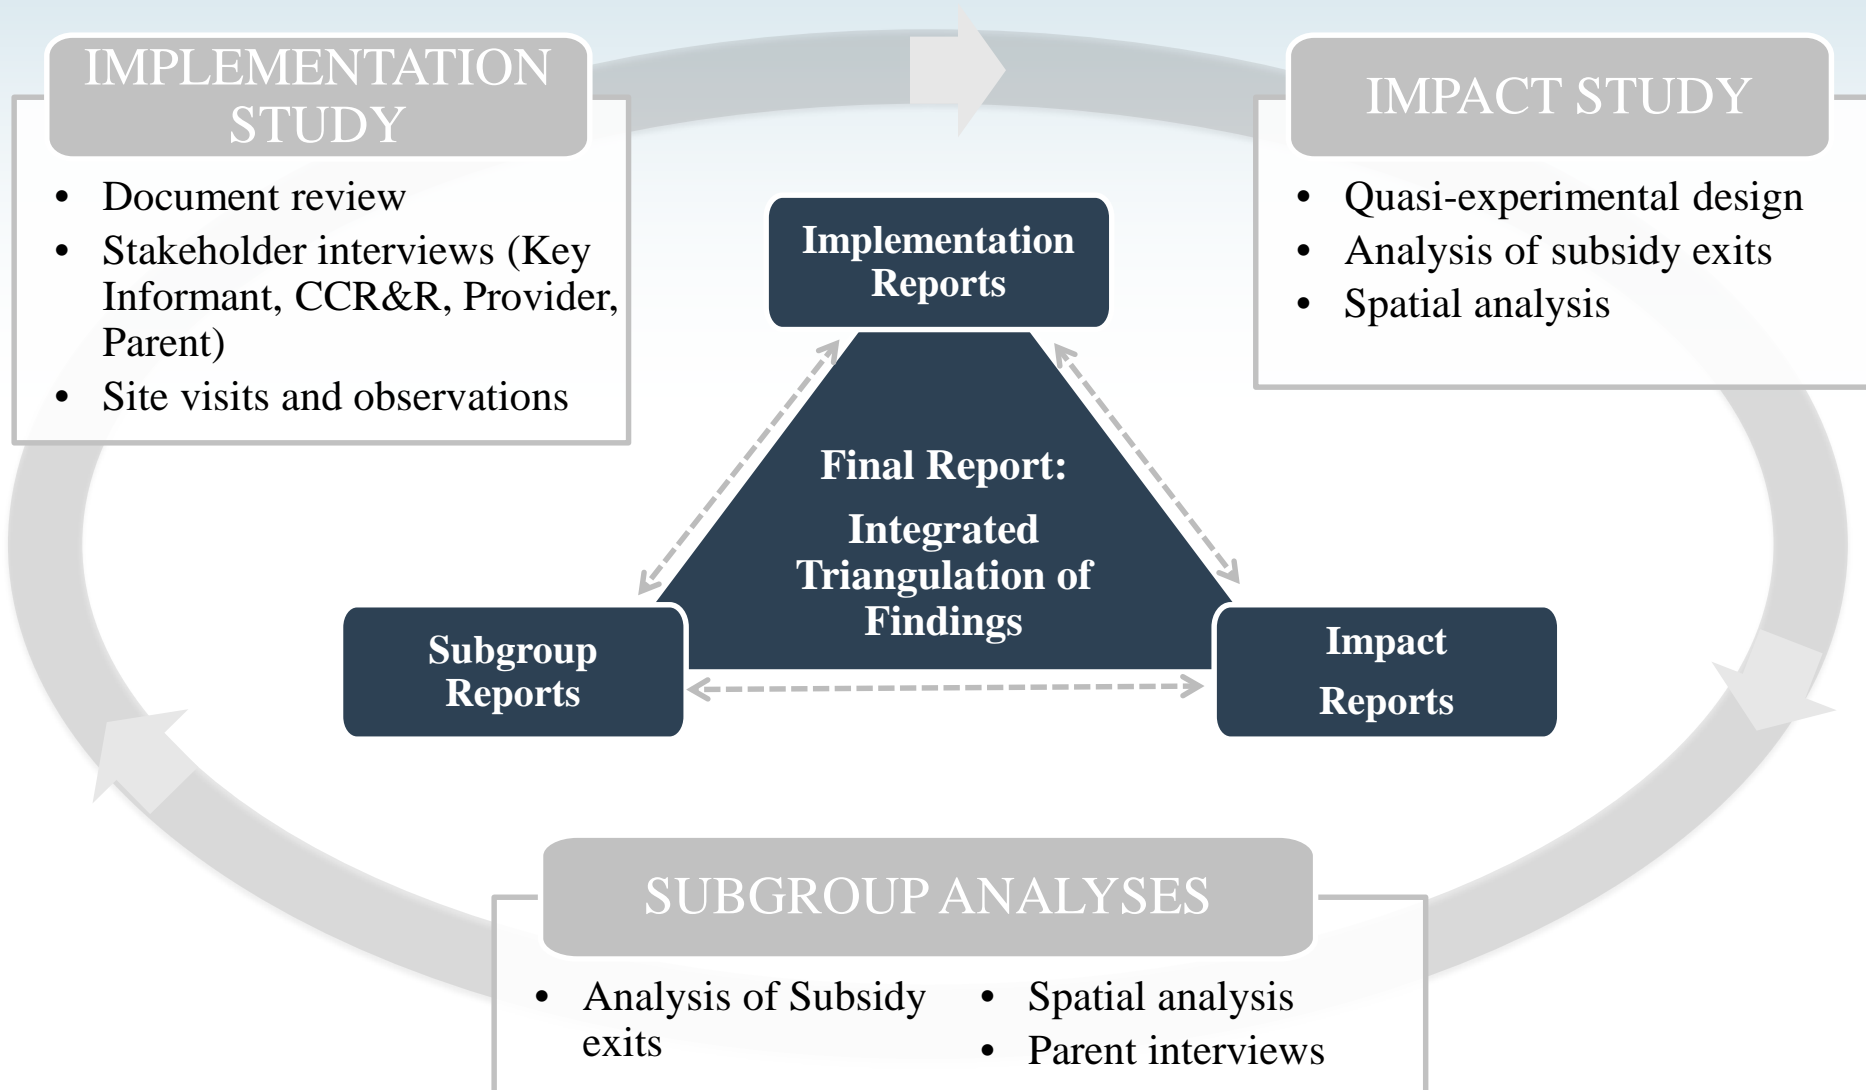 IMPLEMENTATION
STUDY
• Document review
• Stakeholder interviews (Key
Informant, CCR&R, Provider,
Parent)
• Site visits and observations
IMPACT STUDY
• Quasi-experimental design
• Analysis of subsidy exits
• Spatial analysis
Implementation
Reports
Final Report:
Integrated
Triangulation of
Findings
Subgroup
Reports
Impact
Reports
SUBGROUP ANALYSES
• Analysis of Subsidy
exits
• Spatial analysis
• Parent interviews